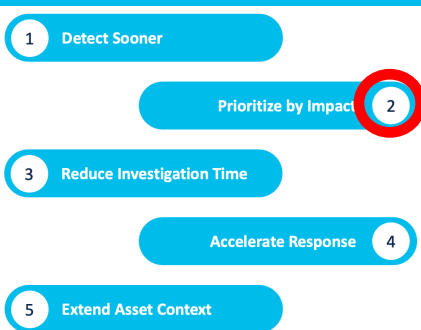 1 Detect Sooner
Prioritize by Impact 2
3 Reduce Investigation Time
Accelerate Response 4
5 Extend Asset Context